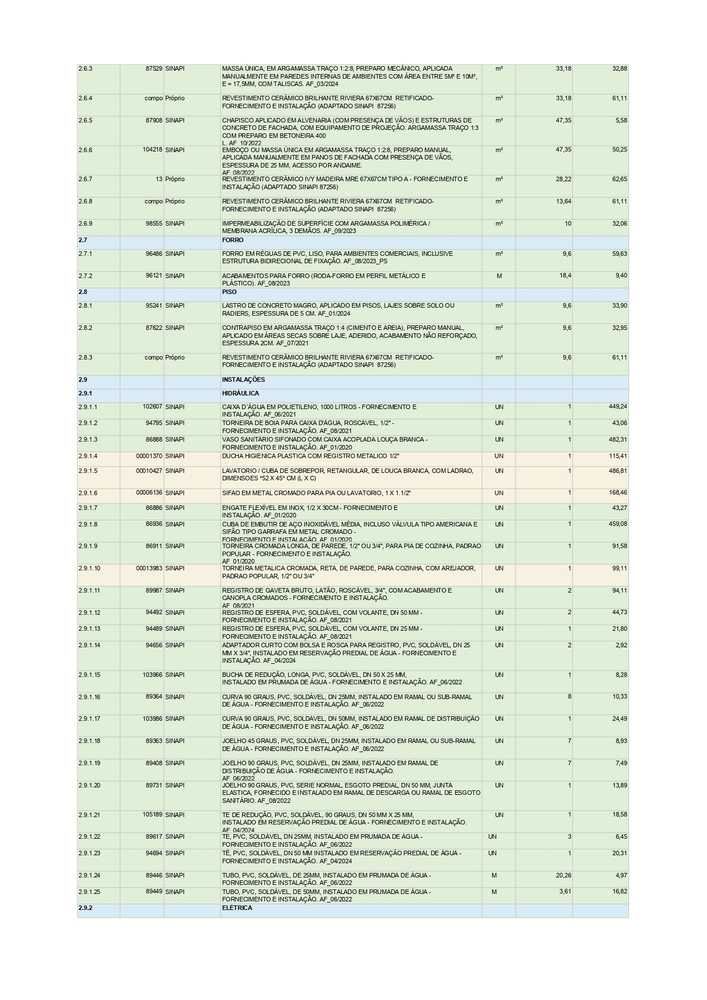 2.6.3 87529 SINAPI MASSA ÚNICA, EM ARGAMASSA TRAÇO 1:2:8, PREPARO MECÂNICO, APLICADA m² 33,18 32,88
MANUALMENTE EM PAREDES INTERNAS DE AMBIENTES COM ÁREA ENTRE 5M² E 10M²,
E = 17,5MM, COM TALISCAS. AF_03/2024
2.6.4 compo Próprio REVESTIMENTO CERÂMICO BRILHANTE RIVIERA 67X67CM RETIFICADO- m² 33,18 61,11
FORNECIMENTO E INSTALAÇÃO (ADAPTADO SINAPI 87256)
2.6.5 87908 SINAPI CHAPISCO APLICADO EM ALVENARIA (COM PRESENÇA DE VÃOS) E ESTRUTURAS DE m² 47,35 5,58
CONCRETO DE FACHADA, COM EQUIPAMENTO DE PROJEÇÃO. ARGAMASSA TRAÇO 1:3
COM PREPARO EM BETONEIRA 400
L. AF_10/2022
2.6.6 104218 SINAPI EMBOÇO OU MASSA ÚNICA EM ARGAMASSA TRAÇO 1:2:8, PREPARO MANUAL, m² 47,35 50,25
APLICADA MANUALMENTE EM PANOS DE FACHADA COM PRESENÇA DE VÃOS,
ESPESSURA DE 25 MM, ACESSO POR ANDAIME.
AF_08/2022
2.6.7 13 Próprio REVESTIMENTO CERÂMICO IVY MADEIRA MRE 67X67CM TIPO A - FORNECIMENTO E m² 28,22 62,65
INSTALAÇÃO (ADAPTADO SINAPI 87256)
2.6.8 compo Próprio REVESTIMENTO CERÂMICO BRILHANTE RIVIERA 67X67CM RETIFICADO- m² 13,64 61,11
FORNECIMENTO E INSTALAÇÃO (ADAPTADO SINAPI 87256)
2.6.9 98555 SINAPI IMPERMEABILIZAÇÃO DE SUPERFÍCIE COM ARGAMASSA POLIMÉRICA / m² 10 32,06
MEMBRANA ACRÍLICA, 3 DEMÃOS. AF_09/2023
2.7 FORRO
2.7.1 96486 SINAPI FORRO EM RÉGUAS DE PVC, LISO, PARA AMBIENTES COMERCIAIS, INCLUSIVE m² 9,6 59,63
ESTRUTURA BIDIRECIONAL DE FIXAÇÃO. AF_08/2023_PS
2.7.2 96121 SINAPI ACABAMENTOS PARA FORRO (RODA-FORRO EM PERFIL METÁLICO E M 18,4 9,40
PLÁSTICO). AF_08/2023
2.8 PISO
2.8.1 95241 SINAPI LASTRO DE CONCRETO MAGRO, APLICADO EM PISOS, LAJES SOBRE SOLO OU m² 9,6 33,90
RADIERS, ESPESSURA DE 5 CM. AF_01/2024
2.8.2 87622 SINAPI CONTRAPISO EM ARGAMASSA TRAÇO 1:4 (CIMENTO E AREIA), PREPARO MANUAL, m² 9,6 32,95
APLICADO EM ÁREAS SECAS SOBRE LAJE, ADERIDO, ACABAMENTO NÃO REFORÇADO,
ESPESSURA 2CM. AF_07/2021
2.8.3 compo Próprio REVESTIMENTO CERÂMICO BRILHANTE RIVIERA 67X67CM RETIFICADO- m² 9,6 61,11
FORNECIMENTO E INSTALAÇÃO (ADAPTADO SINAPI 87256)
2.9 INSTALAÇÕES
2.9.1 HIDRÁULICA
2.9.1.1 102607 SINAPI CAIXA D´ÁGUA EM POLIETILENO, 1000 LITROS - FORNECIMENTO E UN 1 449,24
INSTALAÇÃO. AF_06/2021
2.9.1.2 94795 SINAPI TORNEIRA DE BOIA PARA CAIXA D'ÁGUA, ROSCÁVEL, 1/2" - UN 1 43,06
FORNECIMENTO E INSTALAÇÃO. AF_08/2021
2.9.1.3 86888 SINAPI VASO SANITÁRIO SIFONADO COM CAIXA ACOPLADA LOUÇA BRANCA - UN 1 482,31
FORNECIMENTO E INSTALAÇÃO. AF_01/2020
2.9.1.4 00001370 SINAPI DUCHA HIGIENICA PLASTICA COM REGISTRO METALICO 1/2" UN 1 115,41
2.9.1.5 00010427 SINAPI LAVATORIO / CUBA DE SOBREPOR, RETANGULAR, DE LOUCA BRANCA, COM LADRAO, UN 1 486,81
DIMENSOES *52 X 45* CM (L X C)
2.9.1.6 00006136 SINAPI SIFAO EM METAL CROMADO PARA PIA OU LAVATORIO, 1 X 1.1/2" UN 1 168,46
2.9.1.7 86886 SINAPI ENGATE FLEXÍVEL EM INOX, 1/2 X 30CM - FORNECIMENTO E UN 1 43,27
INSTALAÇÃO. AF_01/2020
2.9.1.8 86936 SINAPI CUBA DE EMBUTIR DE AÇO INOXIDÁVEL MÉDIA, INCLUSO VÁLVULA TIPO AMERICANA E UN 1 459,08
SIFÃO TIPO GARRAFA EM METAL CROMADO -
FORNECIMENTO E INSTALAÇÃO. AF_01/2020
2.9.1.9 86911 SINAPI TORNEIRA CROMADA LONGA, DE PAREDE, 1/2" OU 3/4", PARA PIA DE COZINHA, PADRÃO UN 1 91,58
POPULAR - FORNECIMENTO E INSTALAÇÃO.
AF_01/2020
2.9.1.10 00013983 SINAPI TORNEIRA METALICA CROMADA, RETA, DE PAREDE, PARA COZINHA, COM AREJADOR, UN 1 99,11
PADRAO POPULAR, 1/2" OU 3/4"
2.9.1.11 89987 SINAPI REGISTRO DE GAVETA BRUTO, LATÃO, ROSCÁVEL, 3/4", COM ACABAMENTO E UN 2 94,11
CANOPLA CROMADOS - FORNECIMENTO E INSTALAÇÃO.
AF_08/2021
2.9.1.12 94492 SINAPI REGISTRO DE ESFERA, PVC, SOLDÁVEL, COM VOLANTE, DN 50 MM - UN 2 44,73
FORNECIMENTO E INSTALAÇÃO. AF_08/2021
2.9.1.13 94489 SINAPI REGISTRO DE ESFERA, PVC, SOLDÁVEL, COM VOLANTE, DN 25 MM - UN 1 21,80
FORNECIMENTO E INSTALAÇÃO. AF_08/2021
2.9.1.14 94656 SINAPI ADAPTADOR CURTO COM BOLSA E ROSCA PARA REGISTRO, PVC, SOLDÁVEL, DN 25 UN 2 2,92
MM X 3/4", INSTALADO EM RESERVAÇÃO PREDIAL DE ÁGUA - FORNECIMENTO E
INSTALAÇÃO. AF_04/2024
2.9.1.15 103966 SINAPI BUCHA DE REDUÇÃO, LONGA, PVC, SOLDÁVEL, DN 50 X 25 MM, UN 1 8,28
INSTALADO EM PRUMADA DE ÁGUA - FORNECIMENTO E INSTALAÇÃO. AF_06/2022
2.9.1.16 89364 SINAPI CURVA 90 GRAUS, PVC, SOLDÁVEL, DN 25MM, INSTALADO EM RAMAL OU SUB-RAMAL UN 8 10,33
DE ÁGUA - FORNECIMENTO E INSTALAÇÃO. AF_06/2022
2.9.1.17 103986 SINAPI CURVA 90 GRAUS, PVC, SOLDÁVEL, DN 50MM, INSTALADO EM RAMAL DE DISTRIBUIÇÃO UN 1 24,49
DE ÁGUA - FORNECIMENTO E INSTALAÇÃO. AF_06/2022
2.9.1.18 89363 SINAPI JOELHO 45 GRAUS, PVC, SOLDÁVEL, DN 25MM, INSTALADO EM RAMAL OU SUB-RAMAL UN 7 8,93
DE ÁGUA - FORNECIMENTO E INSTALAÇÃO. AF_06/2022
2.9.1.19 89408 SINAPI JOELHO 90 GRAUS, PVC, SOLDÁVEL, DN 25MM, INSTALADO EM RAMAL DE UN 7 7,49
DISTRIBUIÇÃO DE ÁGUA - FORNECIMENTO E INSTALAÇÃO.
AF_06/2022
2.9.1.20 89731 SINAPI JOELHO 90 GRAUS, PVC, SERIE NORMAL, ESGOTO PREDIAL, DN 50 MM, JUNTA UN 1 13,89
ELÁSTICA, FORNECIDO E INSTALADO EM RAMAL DE DESCARGA OU RAMAL DE ESGOTO
SANITÁRIO. AF_08/2022
2.9.1.21 105189 SINAPI TE DE REDUÇÃO, PVC, SOLDÁVEL, 90 GRAUS, DN 50 MM X 25 MM, UN 1 18,58
INSTALADO EM RESERVAÇÃO PREDIAL DE ÁGUA - FORNECIMENTO E INSTALAÇÃO.
AF_04/2024
2.9.1.22 89617 SINAPI TE, PVC, SOLDÁVEL, DN 25MM, INSTALADO EM PRUMADA DE ÁGUA - UN 3 6,45
FORNECIMENTO E INSTALAÇÃO. AF_06/2022
2.9.1.23 94694 SINAPI TÊ, PVC, SOLDÁVEL, DN 50 MM INSTALADO EM RESERVAÇÃO PREDIAL DE ÁGUA - UN 1 20,31
FORNECIMENTO E INSTALAÇÃO. AF_04/2024
2.9.1.24 89446 SINAPI TUBO, PVC, SOLDÁVEL, DE 25MM, INSTALADO EM PRUMADA DE ÁGUA - M 20,26 4,97
FORNECIMENTO E INSTALAÇÃO. AF_06/2022
2.9.1.25 89449 SINAPI TUBO, PVC, SOLDÁVEL, DE 50MM, INSTALADO EM PRUMADA DE ÁGUA - M 3,61 16,82
FORNECIMENTO E INSTALAÇÃO. AF_06/2022
2.9.2 ELÉTRICA